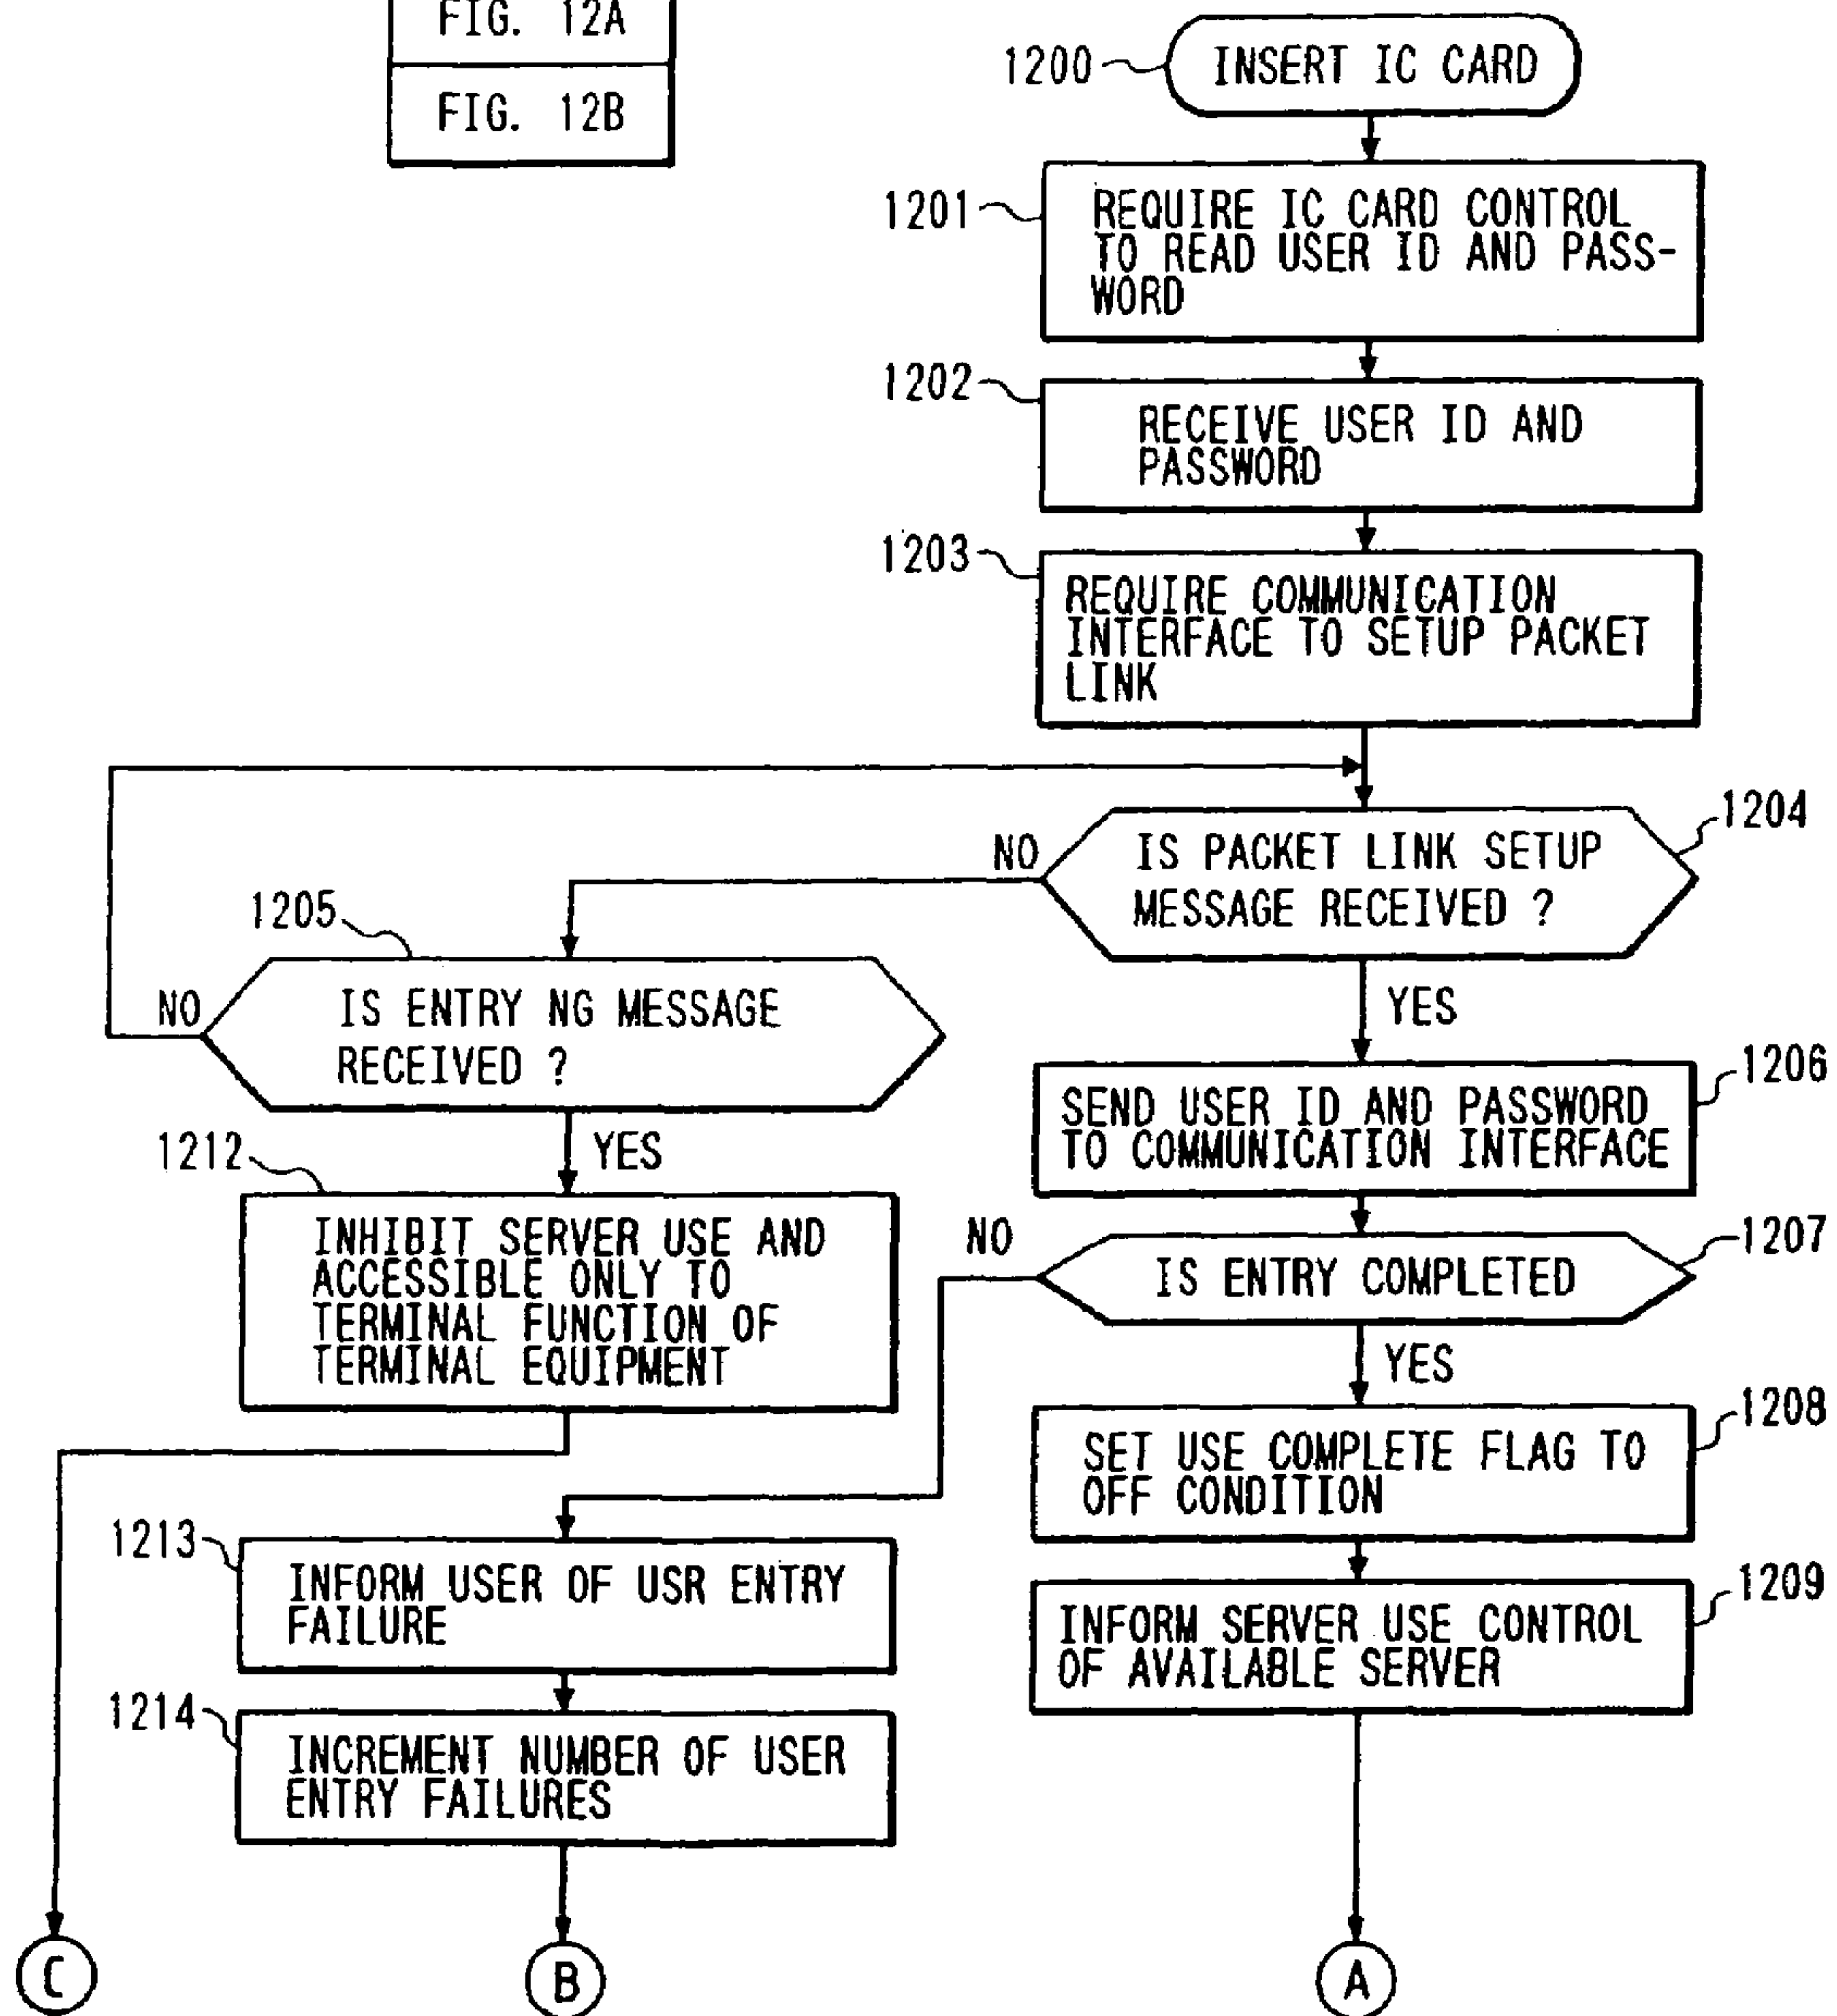 FIG. 12A
FIG. 12B
1200
INSERT IC CARD
1201
REQUIRE IC CARD CONTROL
TO READ USER ID AND PASS-
WORD
1202
RECEIVE USER ID AND
PASSWORD
1203
REQUIRE COMMUNICATION
INTERFACE TO SETUP PACKET
LINK
1204
IS PACKET LINK SETUP
MESSAGE RECEIVED ?
NO
YES
1205
IS ENTRY NG MESSAGE
RECEIVED ?
NO
YES
1206
SEND USER ID AND PASSWORD
TO COMMUNICATION INTERFACE
1212
INHIBIT SERVER USE AND
ACCESSIBLE ONLY TO
TERMINAL FUNCTION OF
TERMINAL EQUIPMENT
1207
IS ENTRY COMPLETED
NO
YES
1208
SET USE COMPLETE FLAG TO
OFF CONDITION
1213
INFORM USER OF USR ENTRY
FAILURE
1209
INFORM SERVER USE CONTROL
OF AVAILABLE SERVER
1214
INCREMENT NUMBER OF USER
ENTRY FAILURES
C
B
A